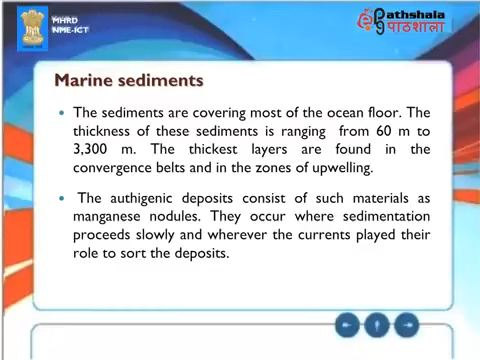 MHRD
NME-ICT
Pathshala
पाठशाला
Marine sediments
• The sediments are covering most of the ocean floor. The
thickness of these sediments is ranging from 60 m to
3,300 m. The thickest layers are found in the
convergence belts and in the zones of upwelling.
• The authigenic deposits consist of such materials as
manganese nodules. They occur where sedimentation
proceeds slowly and wherever the currents played their
role to sort the deposits.